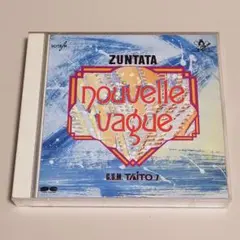 ZUNTATA
nouvelle
vague
G.S.M. TAITO 7